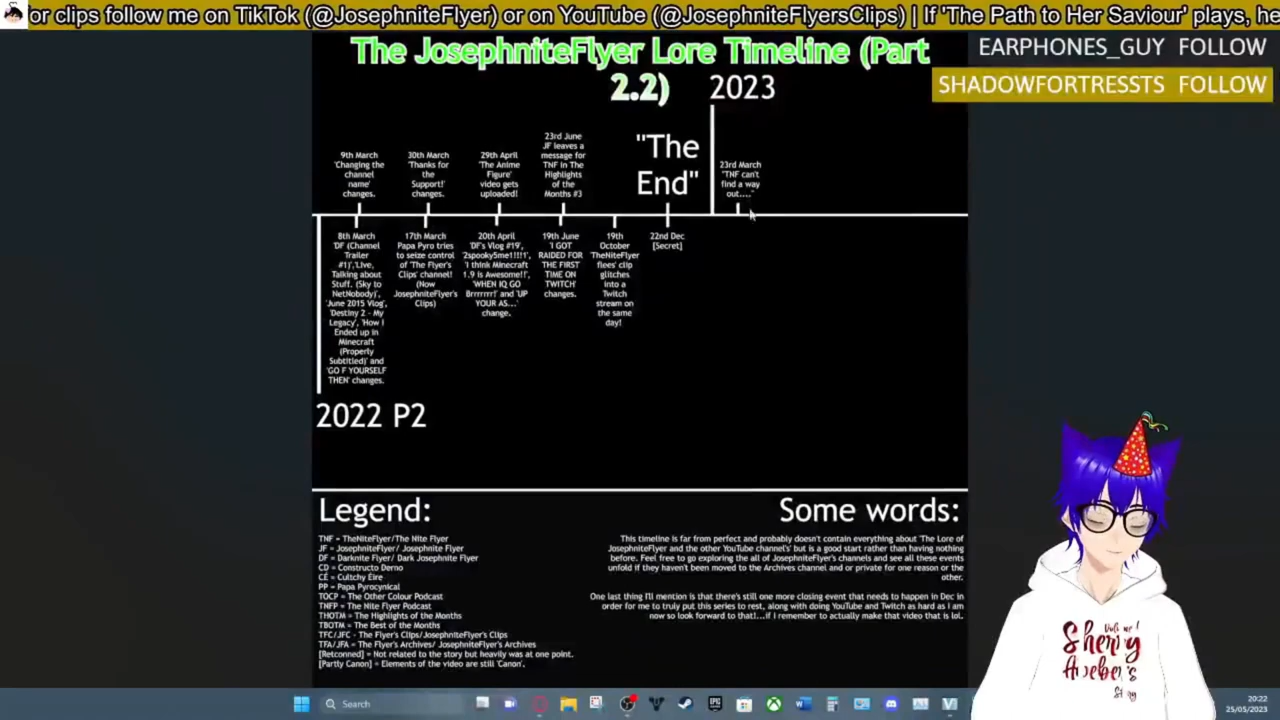 or clips follow me on TikTok (@JosephniteFlyer) or on YouTube (@JosephniteFlyersClips) | If 'The Path to Her Saviour' plays, he
EARPHONES_GUY FOLLOW
SHADOWFORTRESSTS FOLLOW
The JosephniteFlyer Lore Timeline (Part
2.2)
2023
9th March
'Changing the
channel
name'
changes.
30th March
'Thanks for
the
Support!'
changes.
29th April
'The Anime
Figure'
video gets
uploaded!
23rd June
JF leaves a
message for
TNF in The
Highlights
of the
Months #3
"The
End"
23rd March
"TNF can't
find a way
out...."
8th March
'DF (Channel
Trailer
#1)','Live,
Talking about
Stuff. (Sky to
NetNobody)',
'June 2015 Vlog',
'Destiny 2 - My
Legacy', 'How I
Ended up in
Minecraft
(Properly
Subtitled)' and
'GO F YOURSELF
THEN' changes.
17th March
Papa Pyro tries
to seize control
of 'The Flyer's
Clips' channel!
(Now
JosephniteFlyer's
Clips)
20th April
'DF's Vlog #19',
'2spooky5me1!!!1',
'I think Minecraft
1.9 is Awesome!!',
'WHEN IQ GO
Brrrrrr!' and 'UP
YOUR AS...'
change.
19th June
'I GOT
RAIDED FOR
THE FIRST
TIME ON
TWITCH'
changes.
19th
October
'TheNiteFlyer
flees' clip
glitches
into a
Twitch
stream on
the same
day!
22nd Dec
[Secret]
2022 P2
Legend:
TNF = TheNiteFlyer/The Nite Flyer
JF = JosephniteFlyer/ Josephite Flyer
DF = Darknite Flyer/ Dark Josephite Flyer
CD = Constructo Derno
CÉ = Cultchy Éire
PP = Papa Pyrocynical
TOCP = The Other Colour Podcast
TNFP = The Nite Flyer Podcast
THOTM = The Highlights of the Months
TBOTM = The Best of the Months
TFC/JFC - The Flyer's Clips/JosephniteFlyer's Clips
TFA/JFA = The Flyer's Archives/ JosephniteFlyer's Archives
[Retconned] = Not related to the story but heavily was at one point.
[Partly Canon] = Elements of the video are still 'Canon'.
Some words:
This timeline is far from perfect and probably doesn't contain everything about 'The Lore of
JosephniteFlyer and the other YouTube channels' but is a good start rather than having nothing
before. Feel free to go exploring the all of JosephniteFlyer's channels and see all these events
unfold if they haven't been moved to the Archives channel and or private for one reason or the
other.
One last thing I'll mention is that there's still one more closing event that needs to happen in Dec in
order for me to truly put this series to rest, along with doing YouTube and Twitch as hard as I am
now so look forward to that!...if I remember to actually make that video that is lol.
Sherry
Story
Search
20:22
25/05/2023